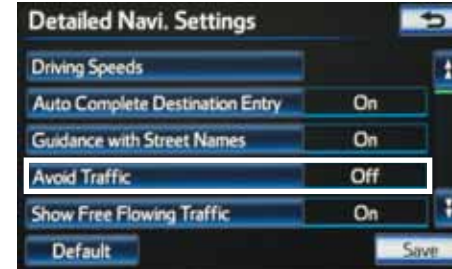 Detailed Navi. Settings
Driving Speeds
Auto Complete Destination Entry On
Guidance with Street Names On
Avoid Traffic Off
Show Free Flowing Traffic On
Default Save